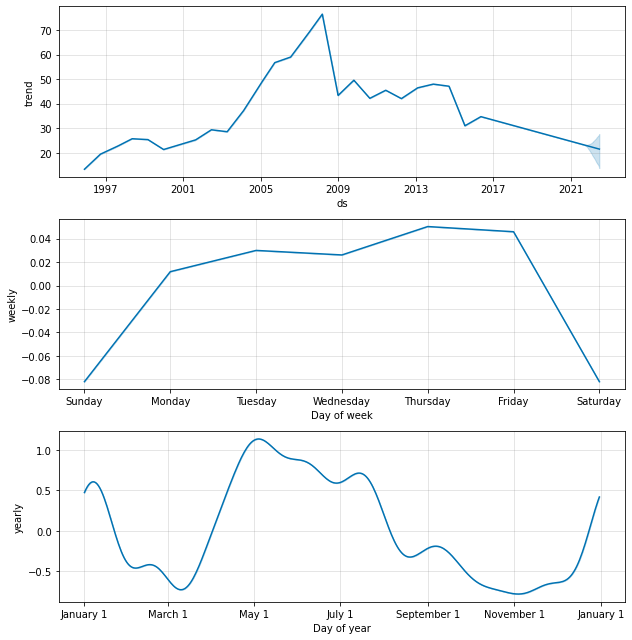 70
60
50
40
30
20
trend
1997 2001 2005 2009 2013 2017 2021
ds
0.04
0.02
0.00
−0.02
−0.04
−0.06
−0.08
weekly
Sunday Monday Tuesday Wednesday Thursday Friday Saturday
Day of week
1.0
0.5
0.0
−0.5
yearly
January 1 March 1 May 1 July 1 September 1 November 1 January 1
Day of year